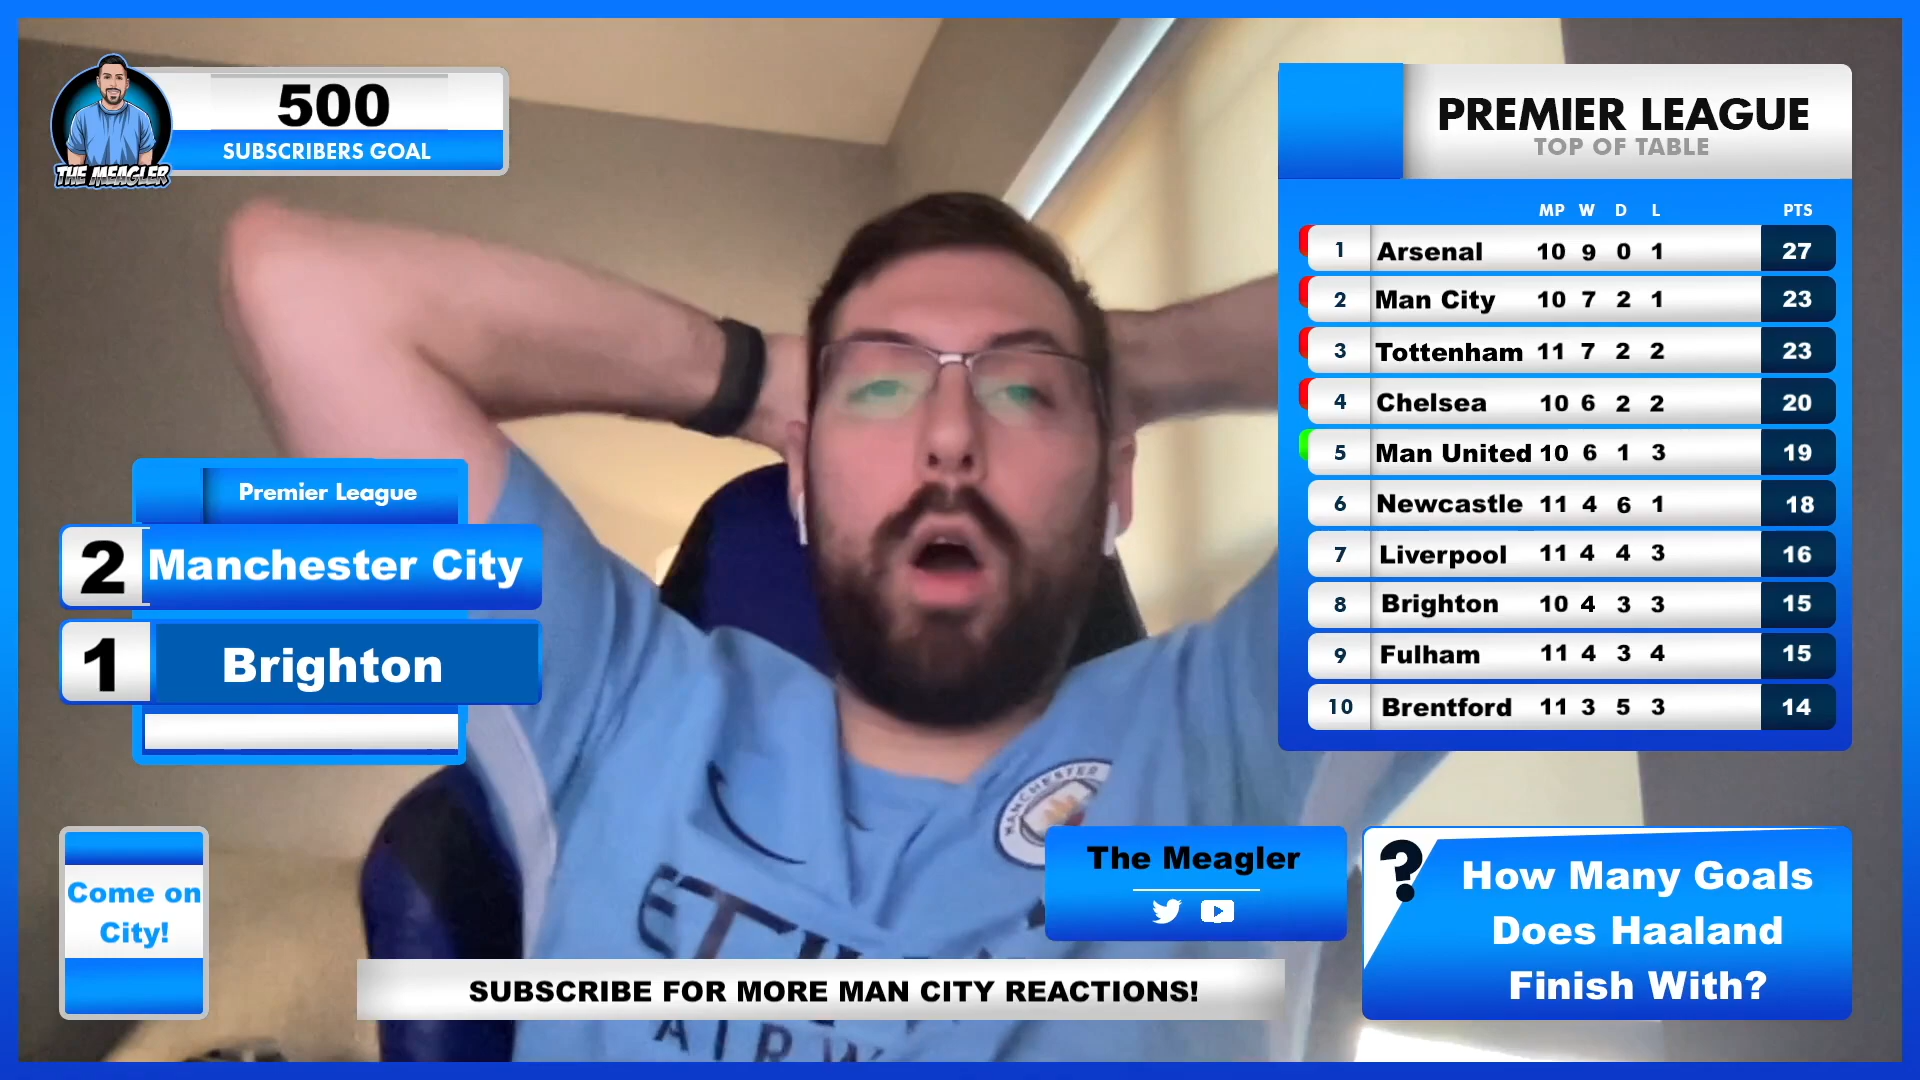 500
SUBSCRIBERS GOAL
THE MEAGLER
PREMIER LEAGUE
TOP OF TABLE
MP W D L PTS
1 Arsenal 10 9 0 1 27
2 Man City 10 7 2 1 23
3 Tottenham 11 7 2 2 23
4 Chelsea 10 6 2 2 20
5 Man United 10 6 1 3 19
6 Newcastle 11 4 6 1 18
7 Liverpool 11 4 4 3 16
8 Brighton 10 4 3 3 15
9 Fulham 11 4 3 4 15
10 Brentford 11 3 5 3 14
Premier League
2 Manchester City
1 Brighton
MANCHESTER
ETIHAD
AIRW
Come on
City!
The Meagler
?
How Many Goals
Does Haaland
Finish With?
SUBSCRIBE FOR MORE MAN CITY REACTIONS!